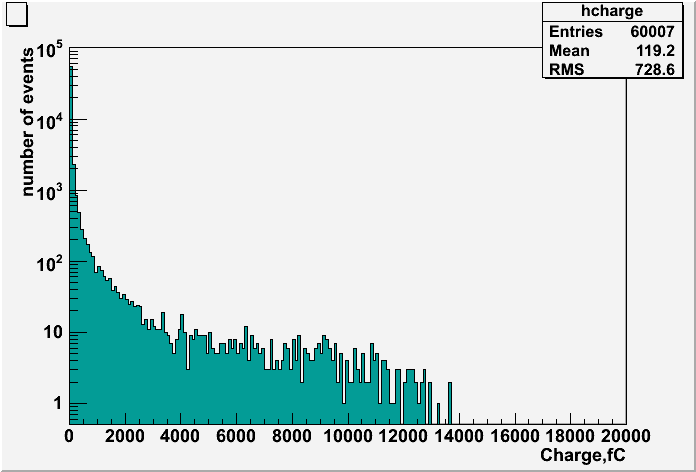 hcharge
Entries 60007
Mean 119.2
RMS 728.6
number of events
10^5
10^4
10^3
10^2
10
1
0 2000 4000 6000 8000 10000 12000 14000 16000 18000 20000
Charge,fC